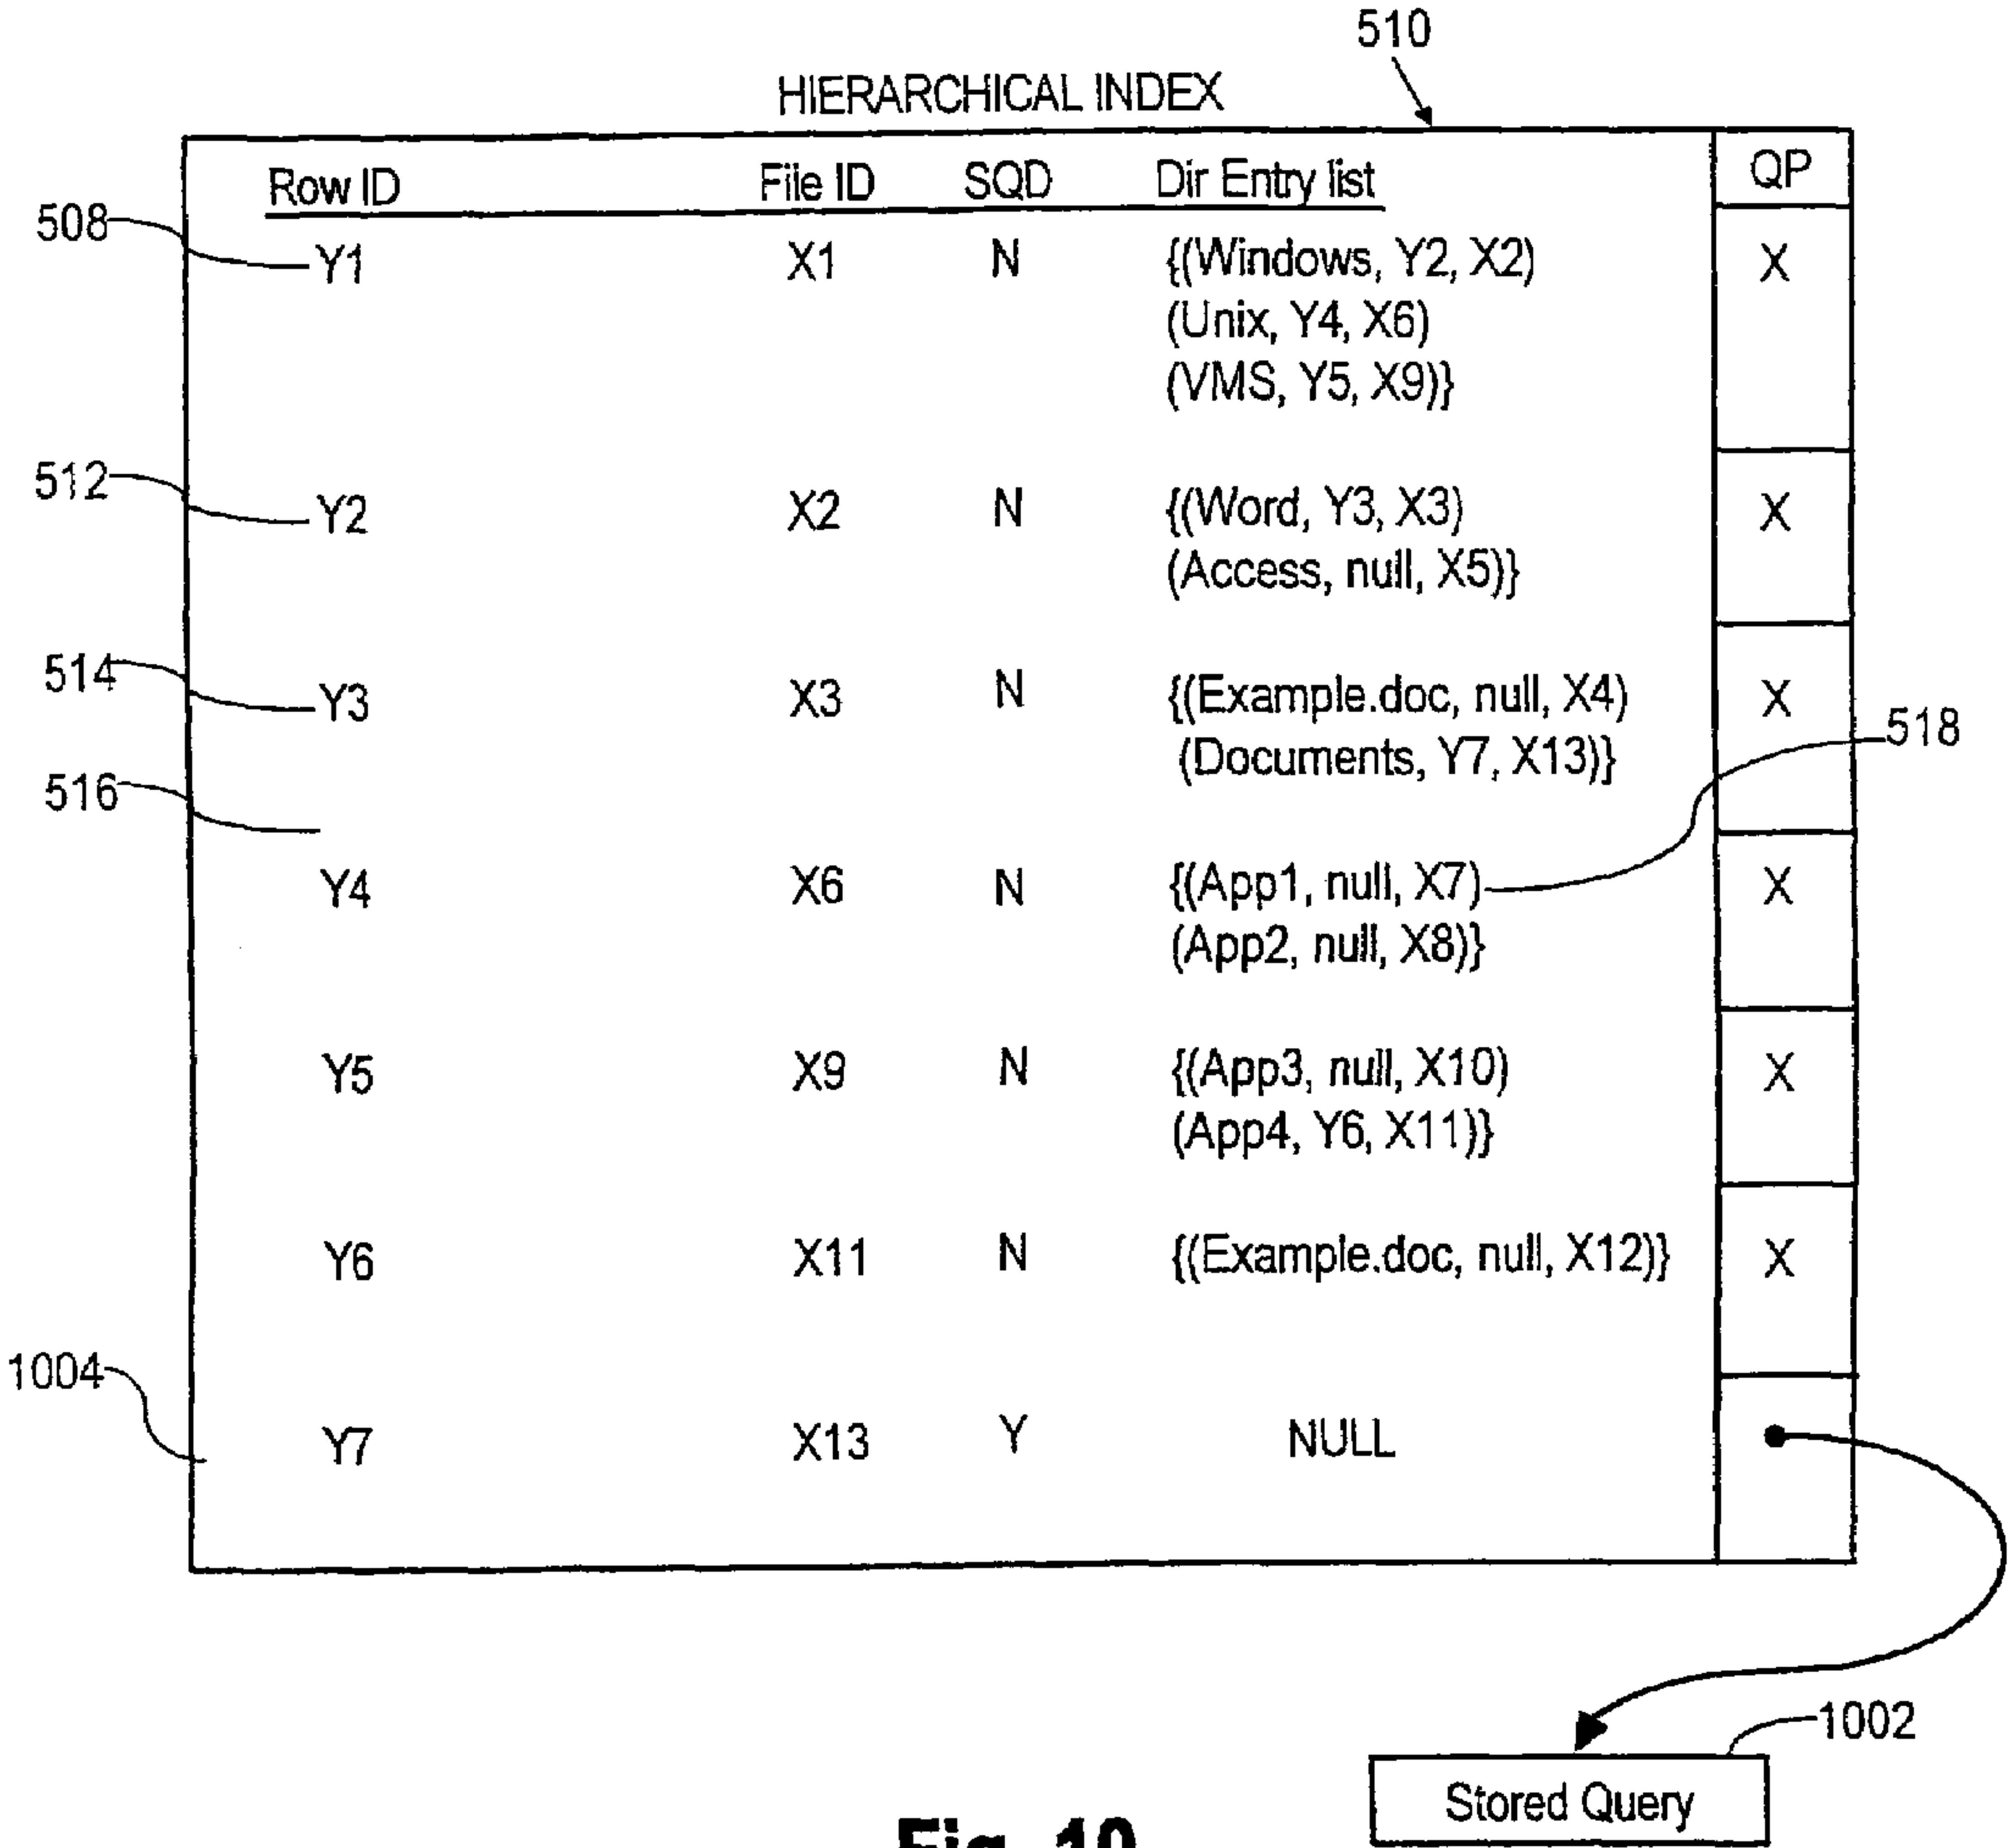 510
HIERARCHICAL INDEX
Row ID File ID SQD Dir Entry list QP
508 Y1 X1 N {(Windows, Y2, X2) X
(Unix, Y4, X6)
(VMS, Y5, X9)}
512 Y2 X2 N {(Word, Y3, X3) X
(Access, null, X5)}
514 Y3 X3 N {(Example.doc, null, X4) X
(Documents, Y7, X13)} 518
516
Y4 X6 N {(App1, null, X7) X
(App2, null, X8)}
Y5 X9 N {(App3, null, X10) X
(App4, Y6, X11)}
Y6 X11 N {(Example.doc, null, X12)} X
1004 Y7 X13 Y NULL
1002
Stored Query
Fig. 10